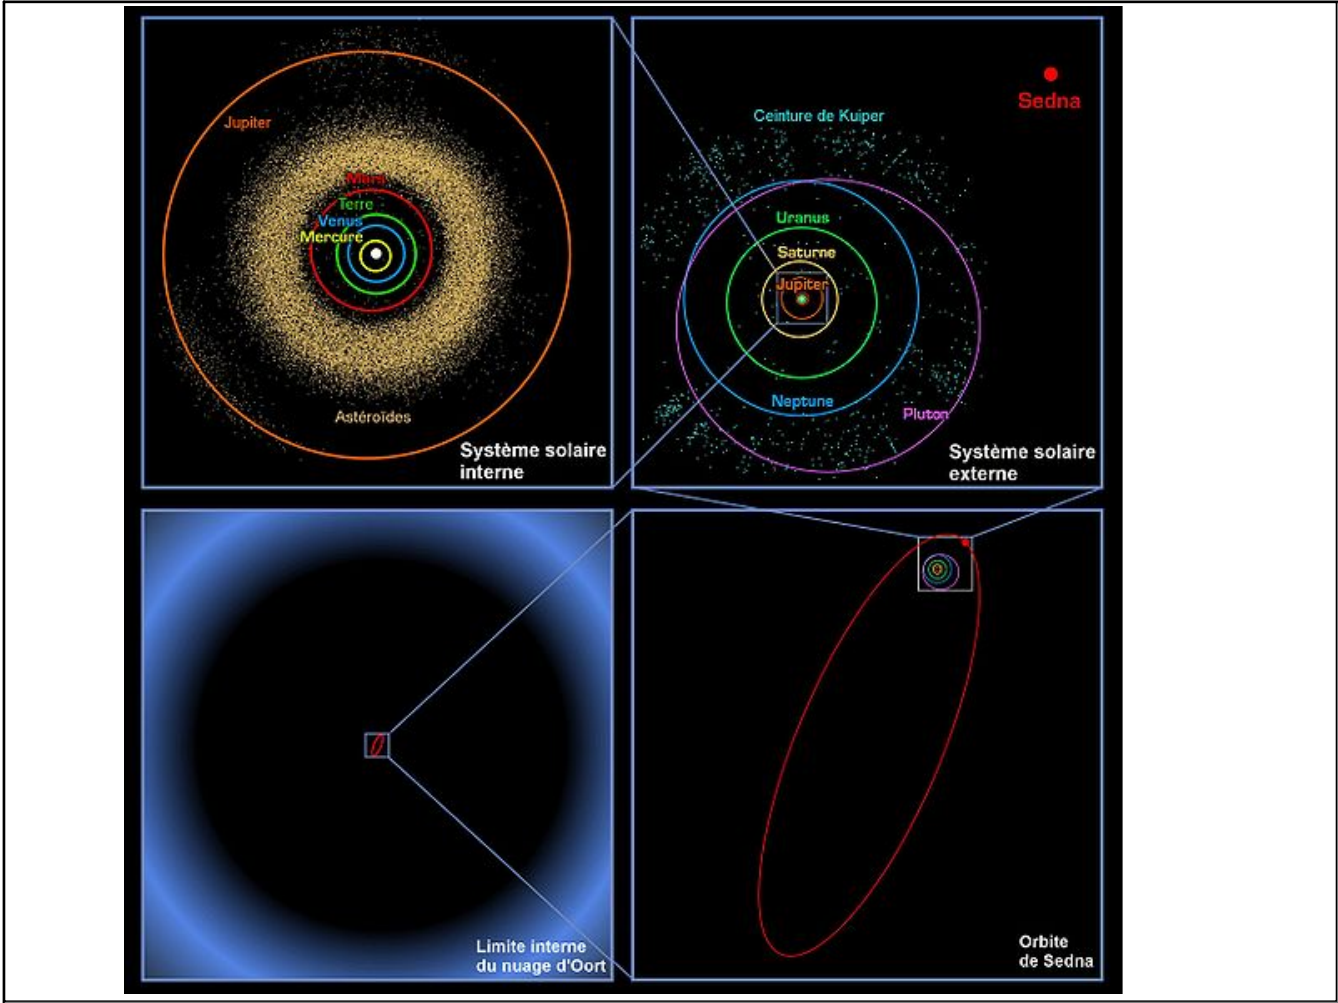 Jupiter
Mars
Terre
Venus
Mercure
Astéroïdes
Système solaire
interne
Sedna
Ceinture de Kuiper
Uranus
Saturne
Jupiter
Neptune
Pluton
Système solaire
externe
Limite interne
du nuage d'Oort
Orbite
de Sedna